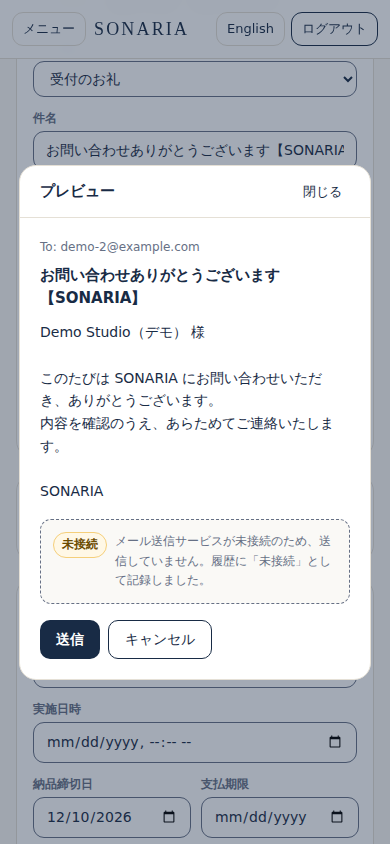 メニュー SONARIA English ログアウト
受付のお礼
件名
お問い合わせありがとうございます【SONARIA
プレビュー 閉じる
To: demo-2@example.com
お問い合わせありがとうございます
【SONARIA】
Demo Studio（デモ） 様
このたびは SONARIA にお問い合わせいただ
き、ありがとうございます。
内容を確認のうえ、あらためてご連絡いたしま
す。
SONARIA
未接続 メール送信サービスが未接続のため、送
信していません。履歴に「未接続」とし
て記録しました。
送信 キャンセル
実施日時
mm/dd/yyyy, --:-- --
納品締切日 支払期限
12/10/2026 mm/dd/yyyy